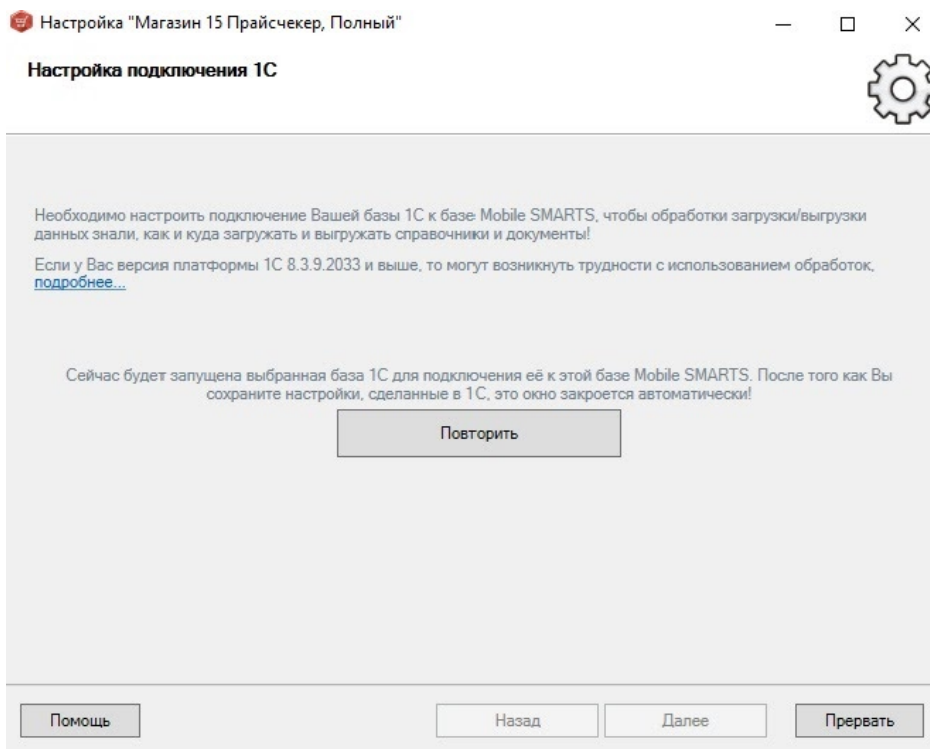 Настройка "Магазин 15 Прайсчекер, Полный"
Настройка подключения 1С
Необходимо настроить подключение Вашей базы 1С к базе Mobile SMARTS, чтобы обработки загрузки/выгрузки
данных знали, как и куда загружать и выгружать справочники и документы!
Если у Вас версия платформы 1С 8.3.9.2033 и выше, то могут возникнуть трудности с использованием обработок,
подробнее...
Сейчас будет запущена выбранная база 1С для подключения её к этой базе Mobile SMARTS. После того как Вы
сохраните настройки, сделанные в 1С, это окно закроется автоматически!
Повторить
Помощь
Назад
Далее
Прервать